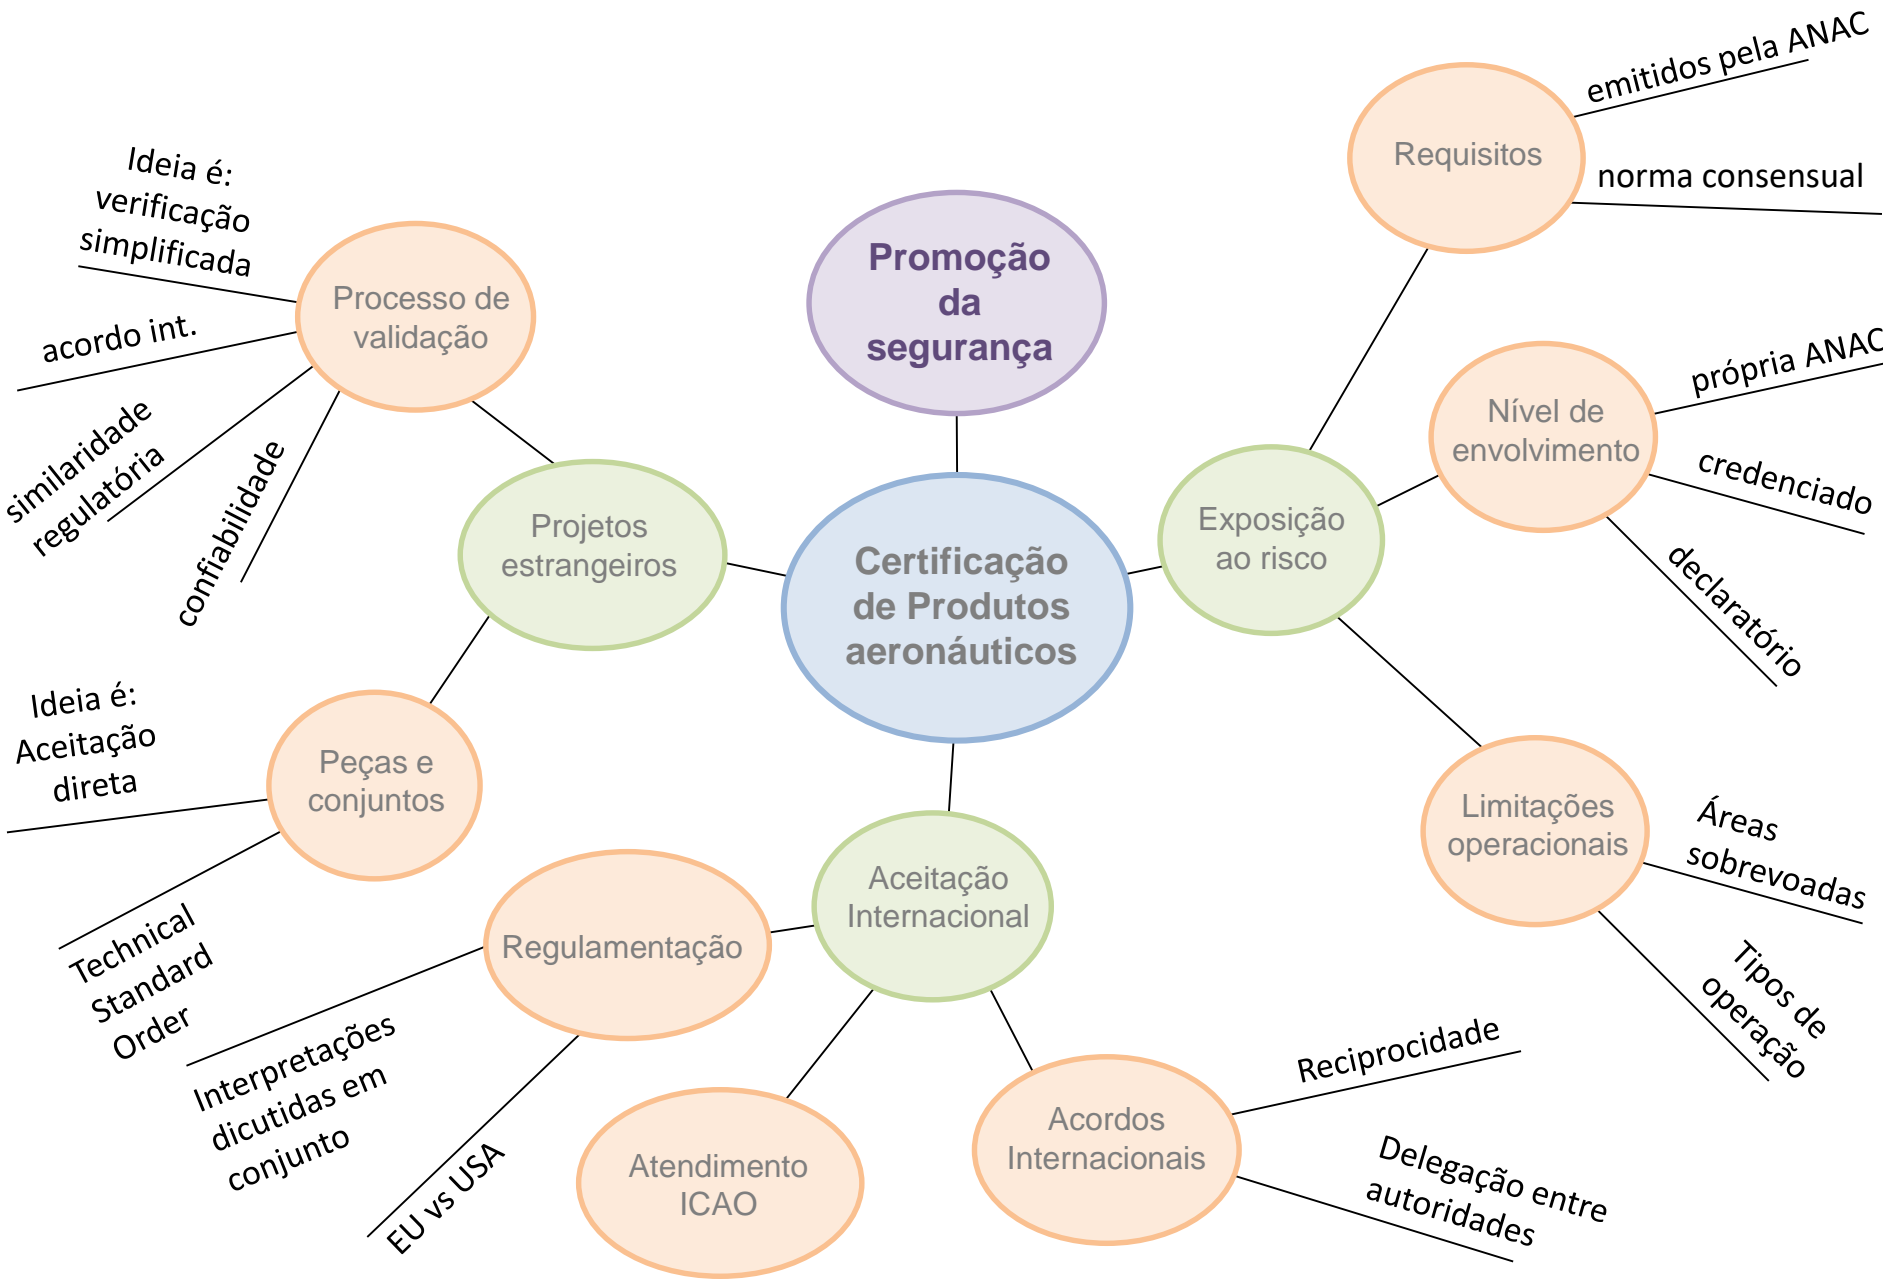 Promoção
da
segurança
Certificação
de Produtos
aeronáuticos
Projetos
estrangeiros
Processo de
validação
Ideia é:
verificação
simplificada
acordo int.
similaridade
regulatória
confiabilidade
Peças e
conjuntos
Ideia é:
Aceitação
direta
Technical
Standard
Order
Aceitação
Internacional
Regulamentação
Interpretações
dicutidas em
conjunto
EU vs USA
Atendimento
ICAO
Acordos
Internacionais
Reciprocidade
Delegação entre
autoridades
Exposição
ao risco
Requisitos
emitidos pela ANAC
norma consensual
Nível de
envolvimento
própria ANAC
credenciado
declaratório
Limitações
operacionais
Áreas
sobrevoadas
Tipos de
operação